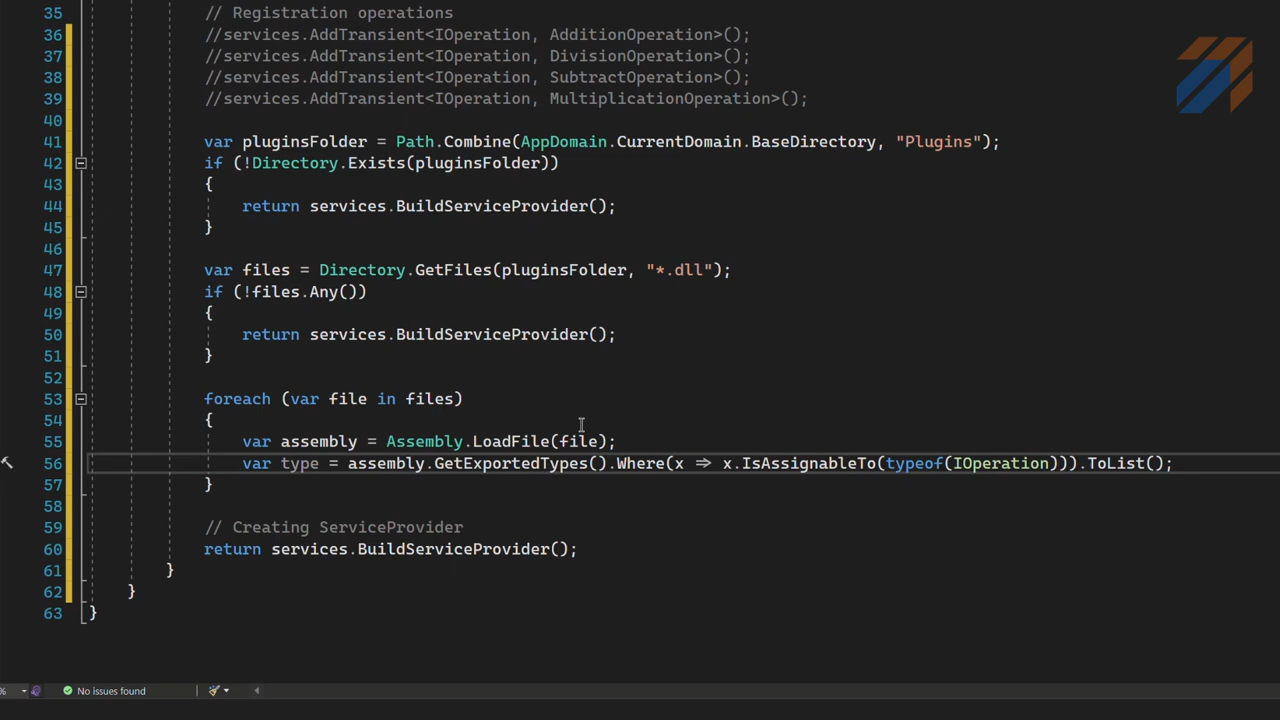 35 // Registration operations
36 //services.AddTransient<IOperation, AdditionOperation>();
37 //services.AddTransient<IOperation, DivisionOperation>();
38 //services.AddTransient<IOperation, SubtractOperation>();
39 //services.AddTransient<IOperation, MultiplicationOperation>();
40
41 var pluginsFolder = Path.Combine(AppDomain.CurrentDomain.BaseDirectory, "Plugins");
42 if (!Directory.Exists(pluginsFolder))
43 {
44 return services.BuildServiceProvider();
45 }
46
47 var files = Directory.GetFiles(pluginsFolder, "*.dll");
48 if (!files.Any())
49 {
50 return services.BuildServiceProvider();
51 }
52
53 foreach (var file in files)
54 {
55 var assembly = Assembly.LoadFile(file);
56 var type = assembly.GetExportedTypes().Where(x => x.IsAssignableTo(typeof(IOperation))).ToList();
57 }
58
59 // Creating ServiceProvider
60 return services.BuildServiceProvider();
61 }
62 }
63 }
% No issues found